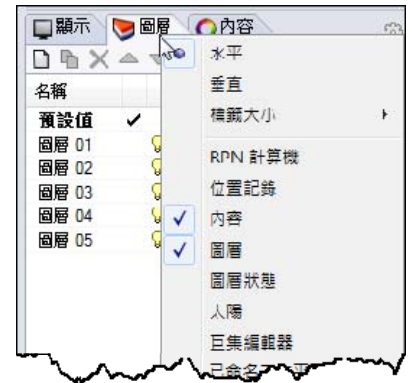 顯示 圖層 內容
名稱
預設值
圖層 01
圖層 02
圖層 03
圖層 04
圖層 05
水平
垂直
標籤大小
RPN 計算機
位置記錄
內容
圖層
圖層狀態
太陽
巨集編輯器
已命名